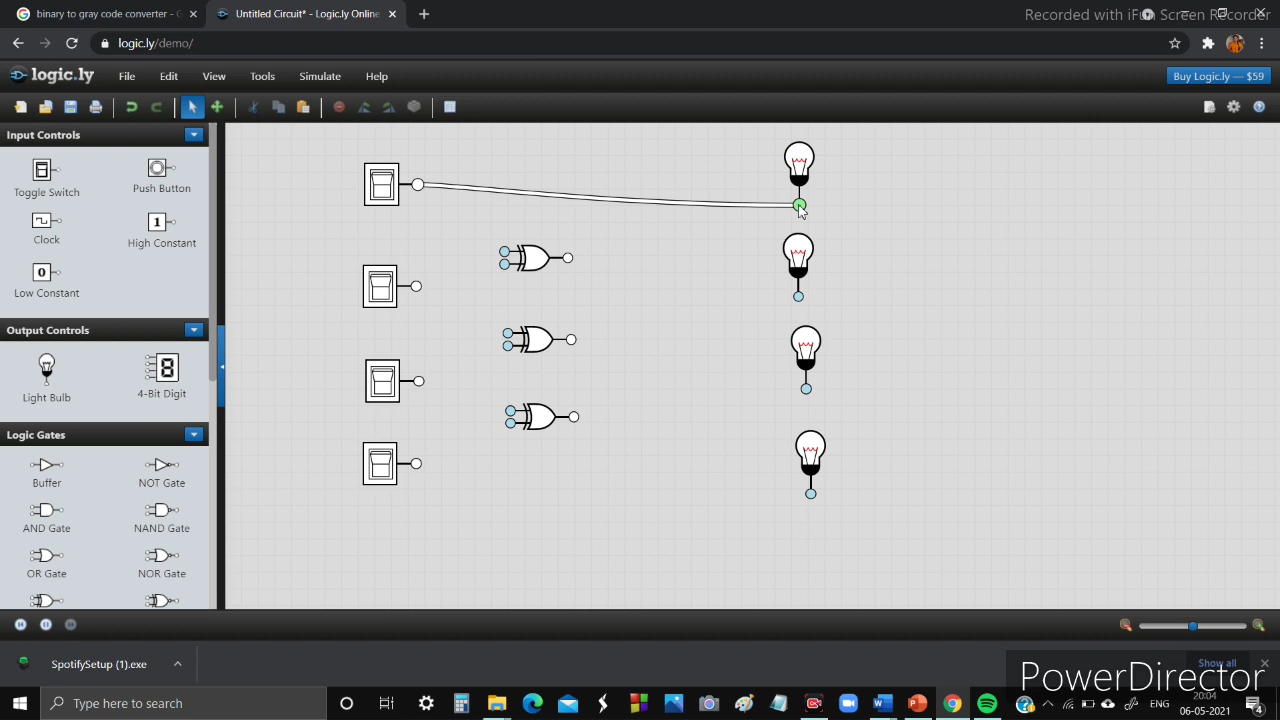 binary to gray code converter - G
Untitled Circuit* - Logic.ly Online
Recorded with iFun Screen Recorder
logic.ly/demo/
logic.ly
File
Edit
View
Tools
Simulate
Help
Buy Logic.ly — $59
Input Controls
Toggle Switch
Push Button
Clock
1
High Constant
0
Low Constant
Output Controls
Light Bulb
8
4-Bit Digit
Logic Gates
Buffer
NOT Gate
AND Gate
NAND Gate
OR Gate
NOR Gate
SpotifySetup (1).exe
Show all
PowerDirector
Type here to search
ENG
20:04
06-05-2021
4